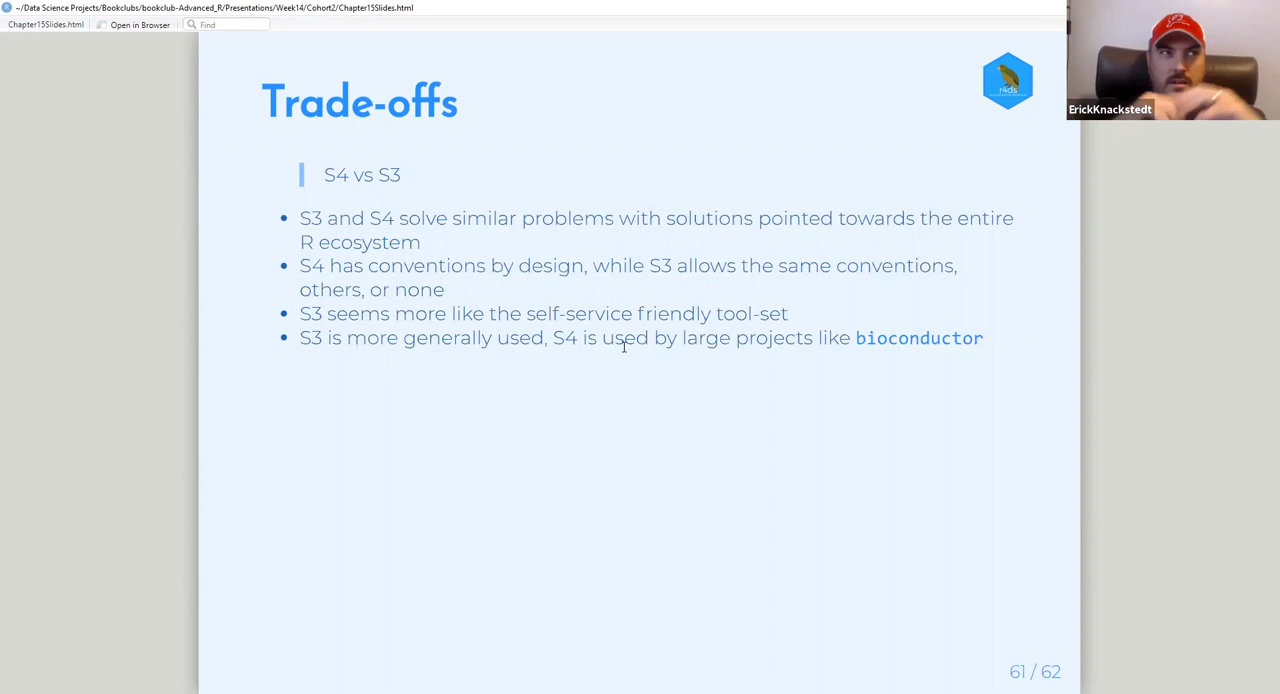 ~/Data Science Projects/Bookclubs/bookclub-Advanced_R/Presentations/Week14/Cohort2/Chapter15Slides.html
Chapter15Slides.html
Open in Browser
Find
Trade-offs
r4ds
ErickKnackstedt
S4 vs S3
• S3 and S4 solve similar problems with solutions pointed towards the entire
R ecosystem
• S4 has conventions by design, while S3 allows the same conventions,
others, or none
• S3 seems more like the self-service friendly tool-set
• S3 is more generally used, S4 is used by large projects like bioconductor
61 / 62